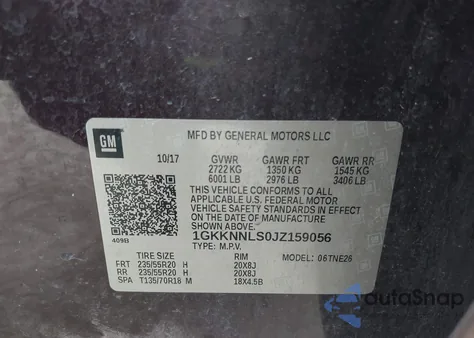 GM
MFD BY GENERAL MOTORS LLC
10/17 GVWR GAWR FRT GAWR RR
2722 KG 1350 KG 1545 KG
6001 LB 2976 LB 3406 LB
THIS VEHICLE CONFORMS TO ALL
APPLICABLE U.S. FEDERAL MOTOR
VEHICLE SAFETY STANDARDS IN EFFECT
ON THE DATE OF MANUFACTURE
SHOWN ABOVE.
1GKKNNLS0JZ159056
409B TYPE: M.P.V.
TIRE SIZE RIM MODEL: 06TNE26
FRT 235/55R20 H 20X8J
RR 235/55R20 H 20X8J
SPA T135/70R18 M 18X4.5B
AutoSnap